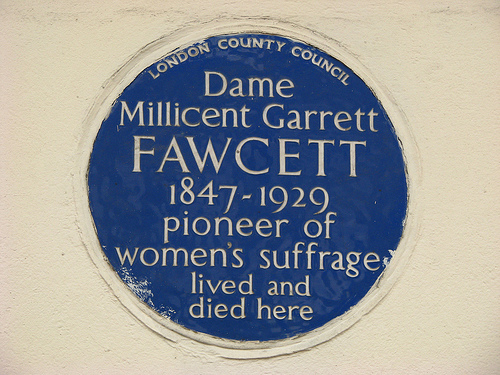 LONDON COUNTY COUNCIL
Dame
Millicent Garrett
FAWCETT
1847-1929
pioneer of
women's suffrage
lived and
died here